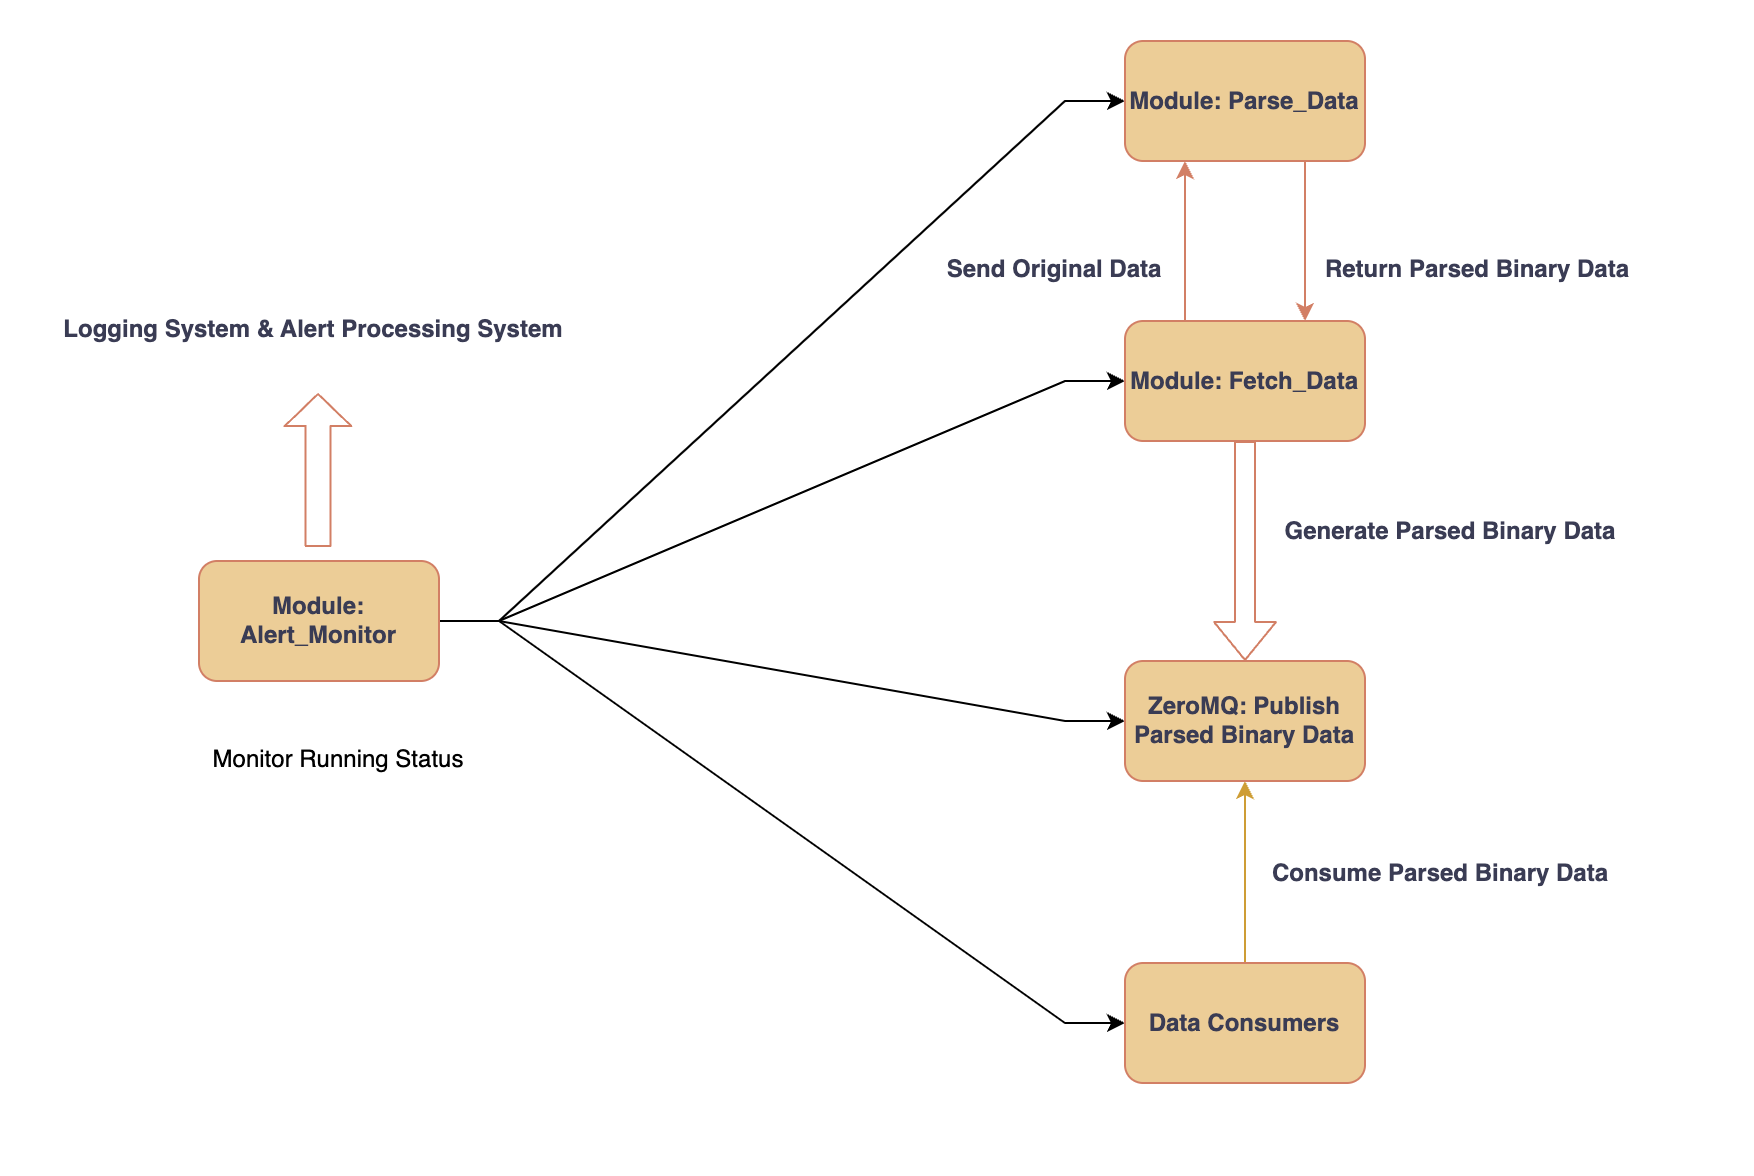 Module: Parse_Data
Send Original Data
Return Parsed Binary Data
Logging System & Alert Processing System
Module: Fetch_Data
Generate Parsed Binary Data
Module:
Alert_Monitor
ZeroMQ: Publish
Parsed Binary Data
Monitor Running Status
Consume Parsed Binary Data
Data Consumers